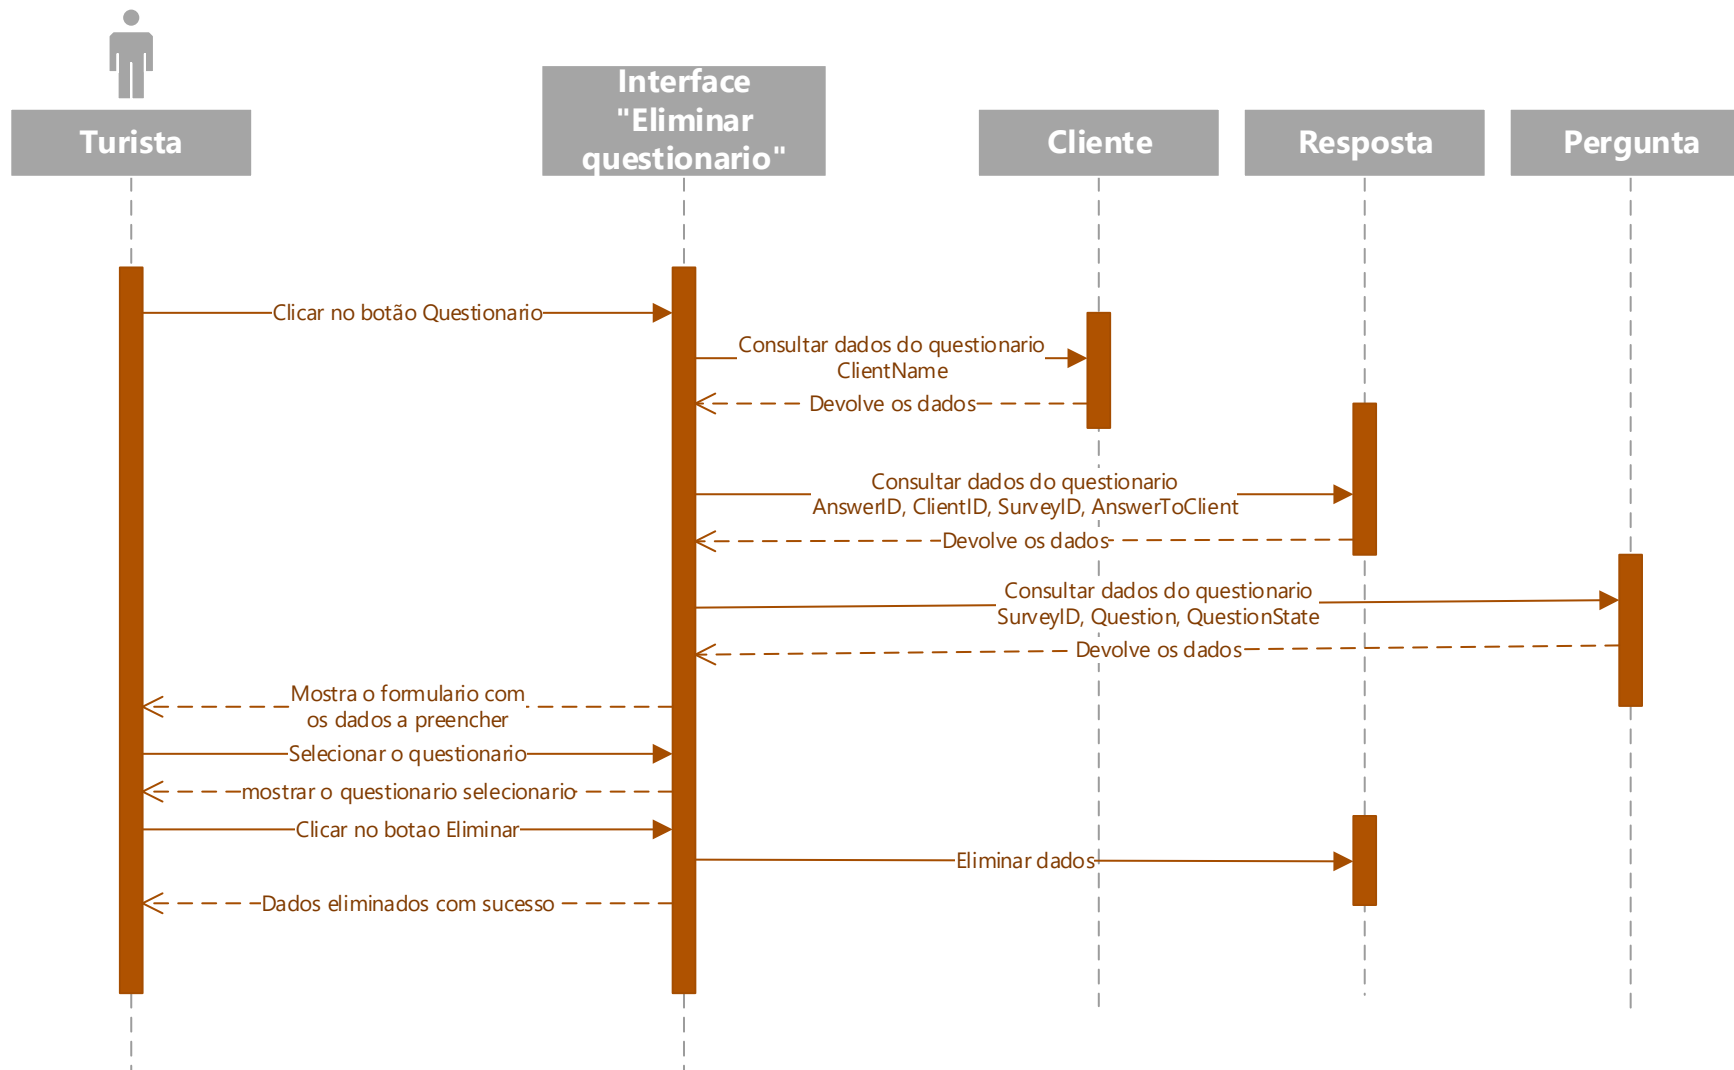 Turista
Interface
"Eliminar
questionario"
Cliente
Resposta
Pergunta
Clicar no botão Questionario
Consultar dados do questionario
ClientName
Devolve os dados
Consultar dados do questionario
AnswerID, ClientID, SurveyID, AnswerToClient
Devolve os dados
Consultar dados do questionario
SurveyID, Question, QuestionState
Devolve os dados
Mostra o formulario com
os dados a preencher
Selecionar o questionario
mostrar o questionario selecionario
Clicar no botao Eliminar
Eliminar dados
Dados eliminados com sucesso